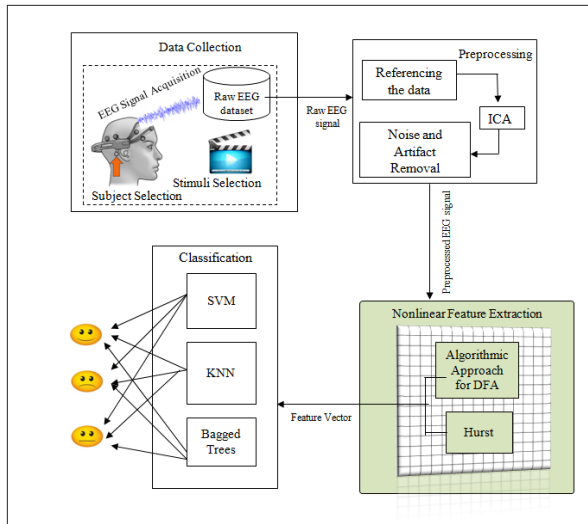 Data Collection
EEG Signal Acquisition
Raw EEG
dataset
Stimuli Selection
Subject Selection
Raw EEG
signal
Preprocessing
Referencing
the data
ICA
Noise and
Artifact
Removal
Preprocessed EEG signal
Classification
SVM
KNN
Bagged
Trees
Feature Vector
Nonlinear Feature Extraction
Algorithmic
Approach
for DFA
Hurst